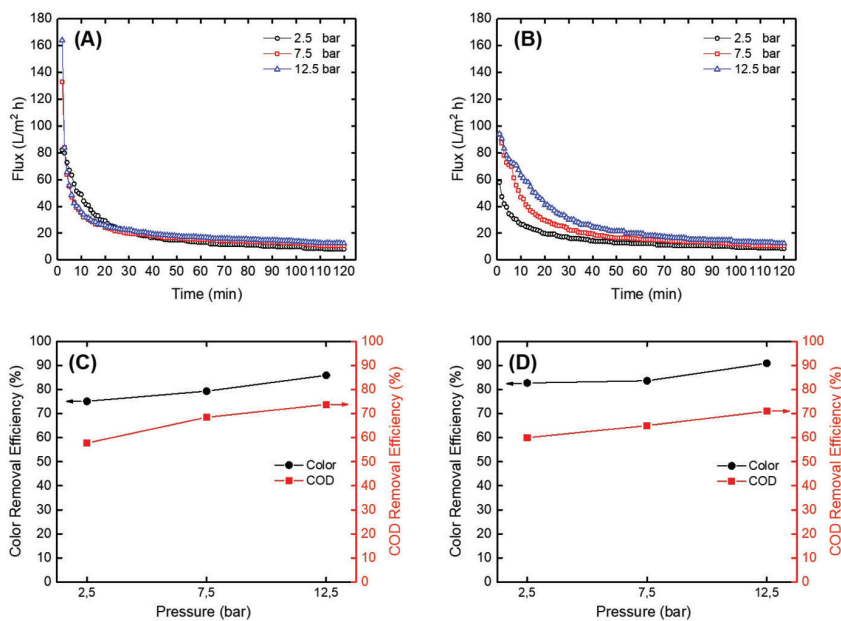 (A)
2.5 bar
7.5 bar
12.5 bar
Flux (L/m² h)
180
160
140
120
100
80
60
40
20
0
0 10 20 30 40 50 60 70 80 90 100 110 120
Time (min)
(B)
2.5 bar
7.5 bar
12.5 bar
Flux (L/m² h)
180
160
140
120
100
80
60
40
20
0
0 10 20 30 40 50 60 70 80 90 100 110 120
Time (min)
(C)
Color Removal Efficiency (%)
100
90
80
70
60
50
40
30
20
10
0
Color
COD
100
90
80
70
60
50
40
30
20
10
0
COD Removal Efficiency (%)
2,5 7,5 12,5
Pressure (bar)
(D)
Color Removal Efficiency (%)
100
90
80
70
60
50
40
30
20
10
0
Color
COD
100
90
80
70
60
50
40
30
20
10
0
COD Removal Efficiency (%)
2,5 7,5 12,5
Pressure (bar)